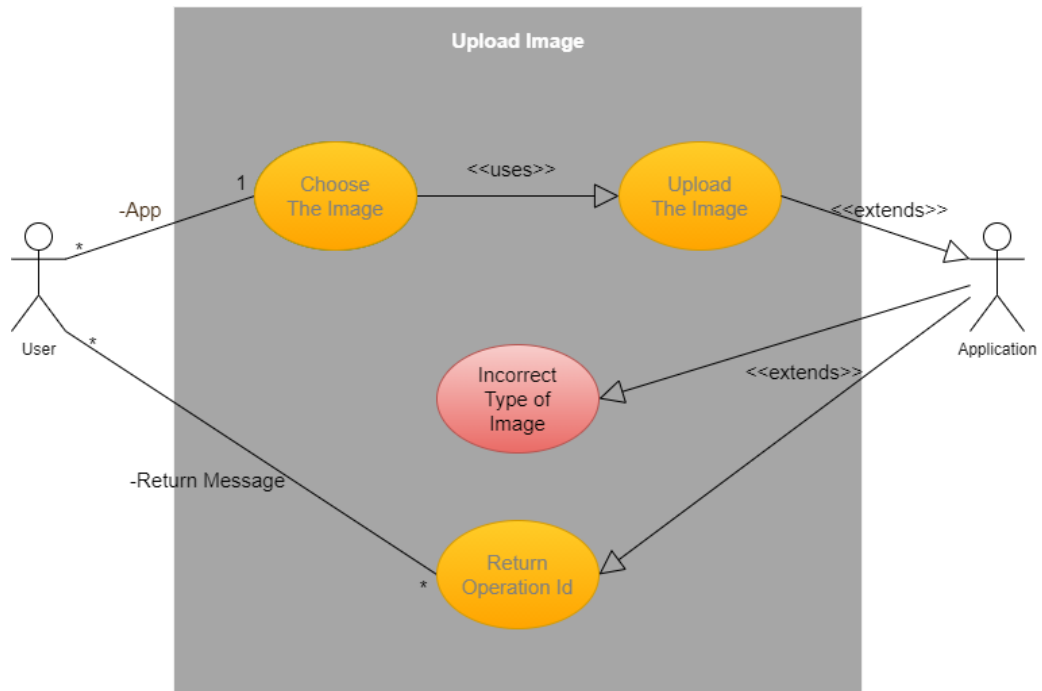 Upload Image
<<uses>>
Choose
The Image
Upload
The Image
1
-App
*
<<extends>>
User
*
Application
Incorrect
Type of
Image
<<extends>>
-Return Message
Return
Operation Id
*